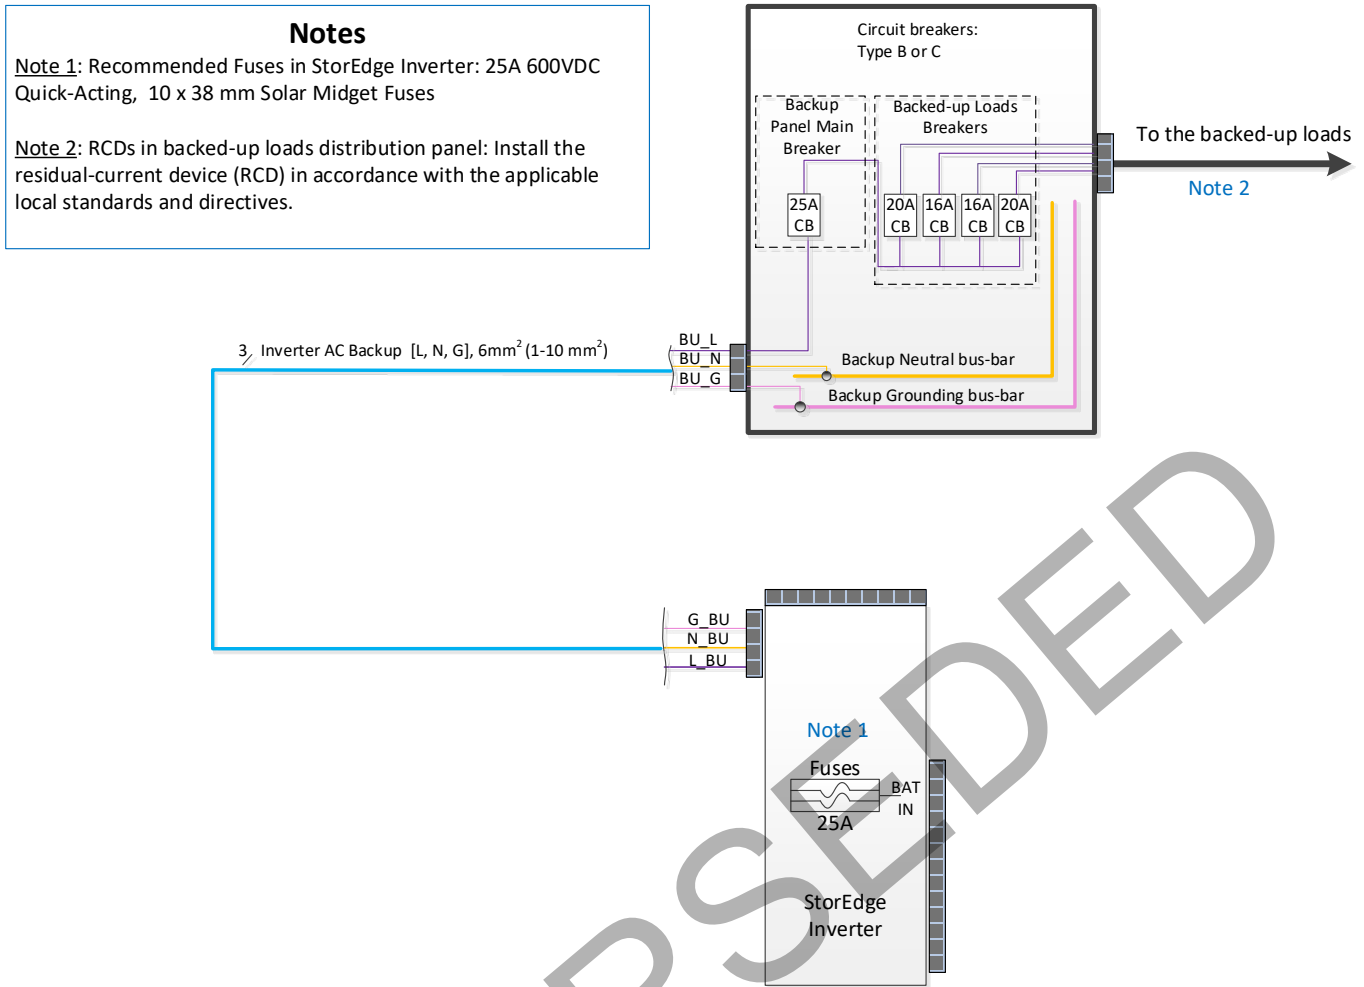 Notes
Note 1: Recommended Fuses in StorEdge Inverter: 25A 600VDC
Quick-Acting, 10 x 38 mm Solar Midget Fuses
Note 2: RCDs in backed-up loads distribution panel: Install the
residual-current device (RCD) in accordance with the applicable
local standards and directives.
Circuit breakers:
Type B or C
Backup
Panel Main
Breaker
Backed-up Loads
Breakers
To the backed-up loads
Note 2
25A
CB
20A
CB
16A
CB
16A
CB
20A
CB
3 Inverter AC Backup [L, N, G], 6mm² (1-10 mm²)
BU_L
BU_N
BU_G
Backup Neutral bus-bar
Backup Grounding bus-bar
G_BU
N_BU
L_BU
Note 1
Fuses
25A
BAT
IN
StorEdge
Inverter
PSEDED